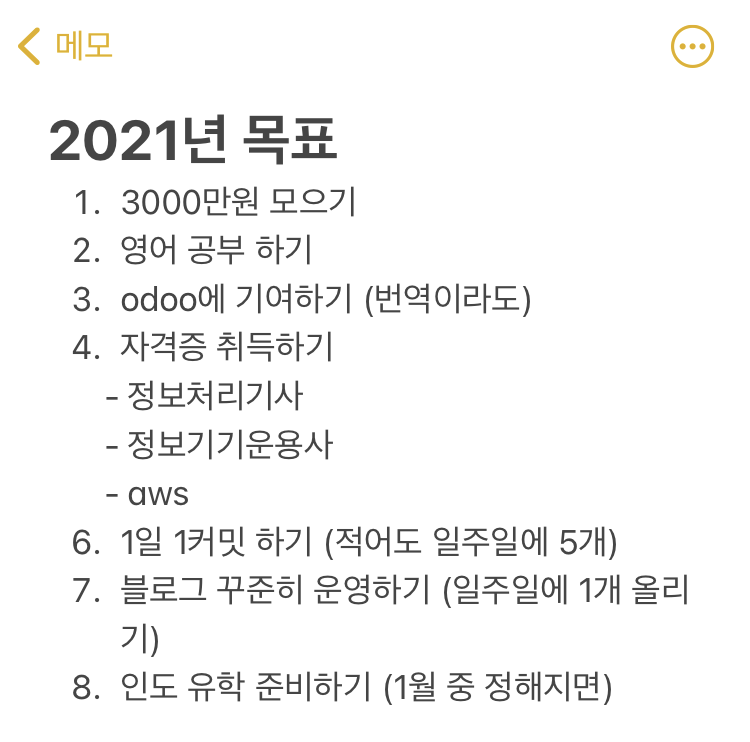 메모
2021년 목표
1. 3000만원 모으기
2. 영어 공부 하기
3. odoo에 기여하기 (번역이라도)
4. 자격증 취득하기
- 정보처리기사
- 정보기기운용사
- aws
6. 1일 1커밋 하기 (적어도 일주일에 5개)
7. 블로그 꾸준히 운영하기 (일주일에 1개 올리
기)
8. 인도 유학 준비하기 (1월 중 정해지면)